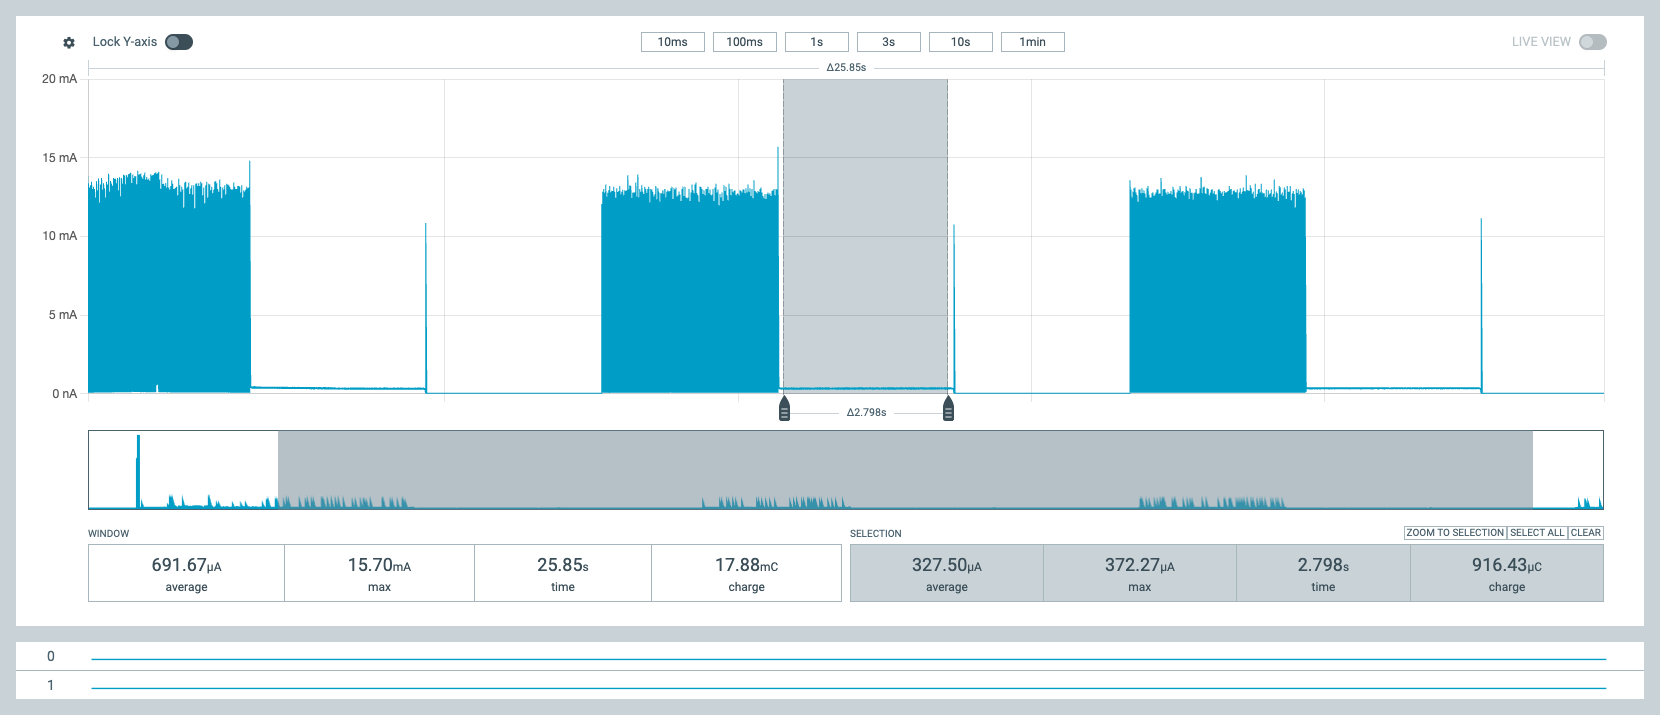 Lock Y-axis 10ms 100ms 1s 3s 10s 1min LIVE VIEW
Δ25.85s
20 mA
15 mA
10 mA
5 mA
0 nA
Δ2.798s
WINDOW SELECTION ZOOM TO SELECTION SELECT ALL CLEAR
691.67μA 15.70mA 25.85s 17.88mC 327.50μA 372.27μA 2.798s 916.43μC
average max time charge average max time charge
0
1